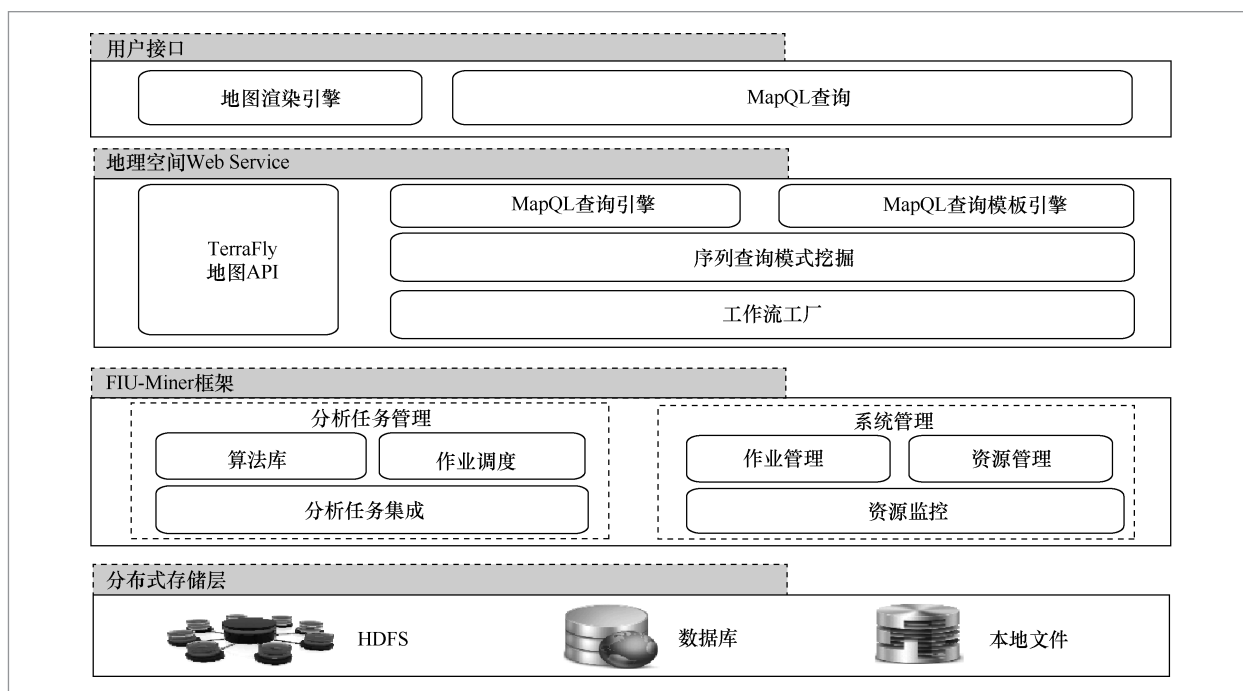 用户接口
地图渲染引擎
MapQL查询
地理空间Web Service
TerraFly
地图API
MapQL查询引擎
MapQL查询模板引擎
序列查询模式挖掘
工作流工厂
FIU-Miner框架
分析任务管理
算法库
作业调度
分析任务集成
系统管理
作业管理
资源管理
资源监控
分布式存储层
HDFS
数据库
本地文件